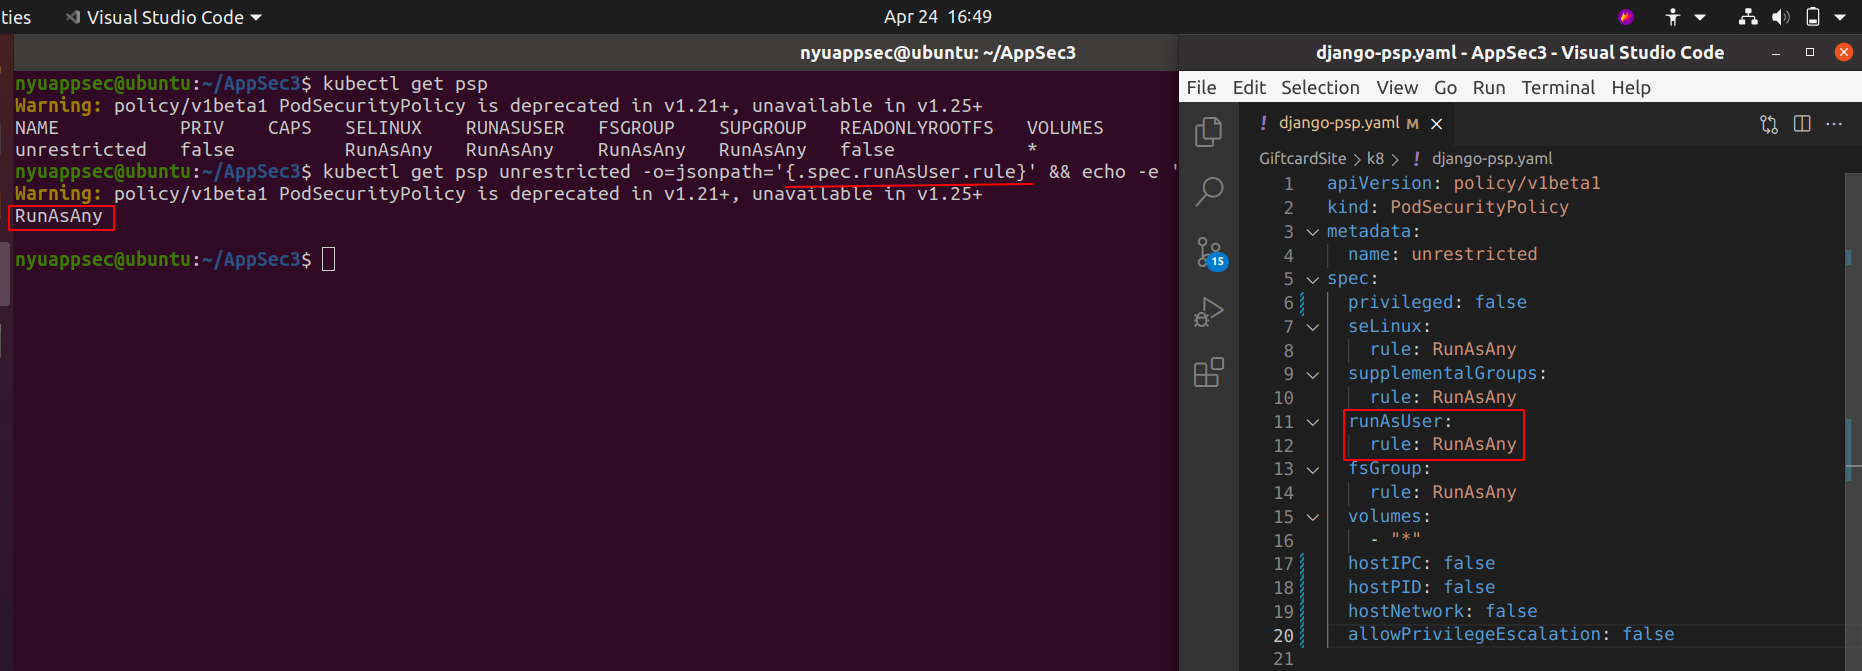 ties
Visual Studio Code
Apr 24 16:49
nyuappsec@ubuntu: ~/AppSec3
nyuappsec@ubuntu:~/AppSec3$ kubectl get psp
Warning: policy/v1beta1 PodSecurityPolicy is deprecated in v1.21+, unavailable in v1.25+
NAME PRIV CAPS SELINUX RUNASUSER FSGROUP SUPGROUP READONLYROOTFS VOLUMES
unrestricted false RunAsAny RunAsAny RunAsAny RunAsAny false *
nyuappsec@ubuntu:~/AppSec3$ kubectl get psp unrestricted -o=jsonpath='{.spec.runAsUser.rule}' && echo -e '
Warning: policy/v1beta1 PodSecurityPolicy is deprecated in v1.21+, unavailable in v1.25+
RunAsAny
nyuappsec@ubuntu:~/AppSec3$
django-psp.yaml - AppSec3 - Visual Studio Code
File Edit Selection View Go Run Terminal Help
! django-psp.yaml M
GiftcardSite > k8 > ! django-psp.yaml
15
1 apiVersion: policy/v1beta1
2 kind: PodSecurityPolicy
3 metadata:
4 name: unrestricted
5 spec:
6 privileged: false
7 seLinux:
8 rule: RunAsAny
9 supplementalGroups:
10 rule: RunAsAny
11 runAsUser:
12 rule: RunAsAny
13 fsGroup:
14 rule: RunAsAny
15 volumes:
16 - "*"
17 hostIPC: false
18 hostPID: false
19 hostNetwork: false
20 allowPrivilegeEscalation: false
21